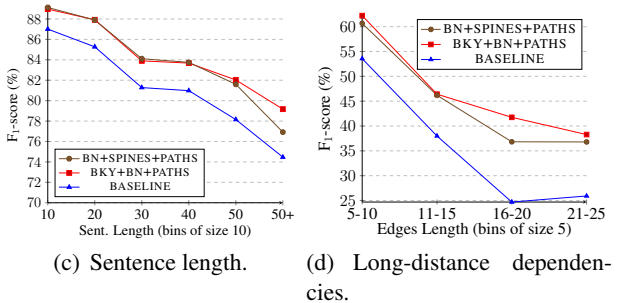 88
86
84
82
80
78
76
74
72
70
F1-score (%)
BN+SPINES+PATHS
BKY+BN+PATHS
BASELINE
10 20 30 40 50 50+
Sent. Length (bins of size 10)
(c) Sentence length.
60
55
50
45
40
35
30
25
F1-score (%)
BN+SPINES+PATHS
BKY+BN+PATHS
BASELINE
5-10 11-15 16-20 21-25
Edges Length (bins of size 5)
(d) Long-distance dependen-
cies.